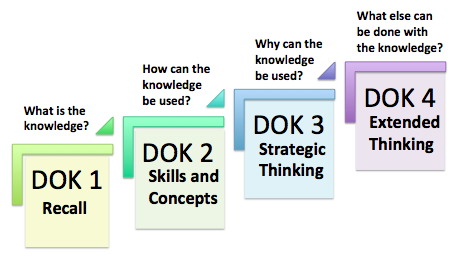 What is the
knowledge?
DOK 1
Recall
How can the
knowledge
be used?
DOK 2
Skills and
Concepts
Why can the
knowledge
be used?
DOK 3
Strategic
Thinking
What else can
be done with
the knowledge?
DOK 4
Extended
Thinking